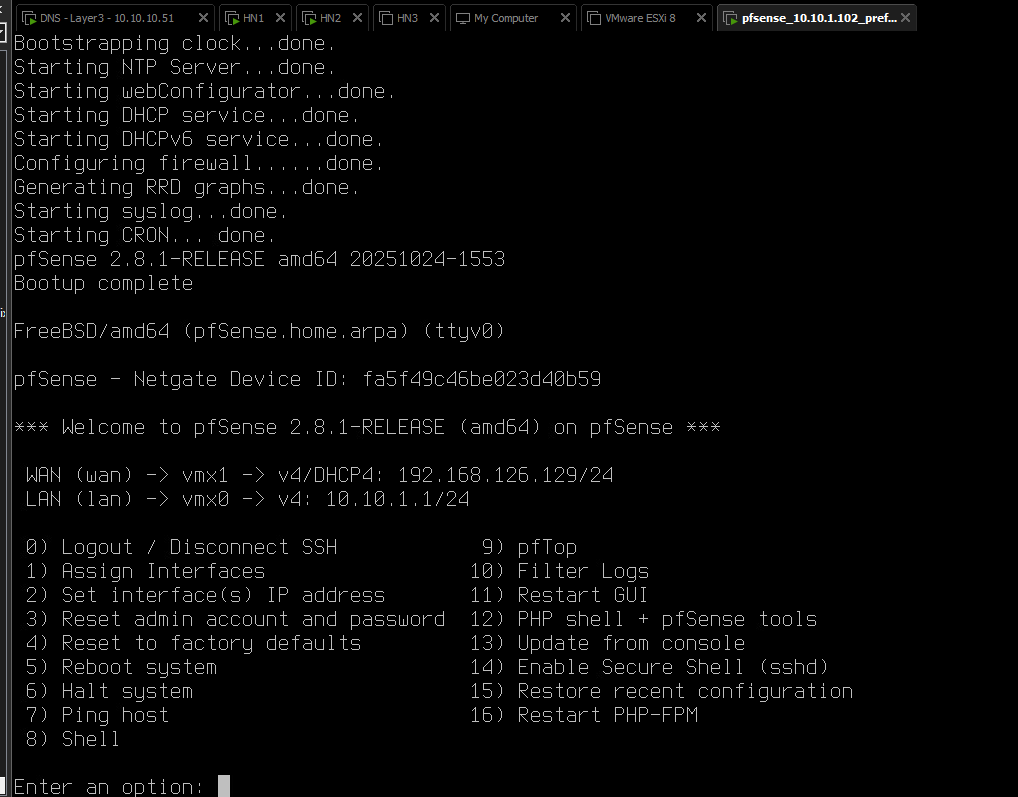 DNS - Layer3 - 10.10.10.51 HN1 HN2 HN3 My Computer VMware ESXi 8 pfsense_10.10.1.102_pref...
Bootstrapping clock...done.
Starting NTP Server...done.
Starting webConfigurator...done.
Starting DHCP service...done.
Starting DHCPv6 service...done.
Configuring firewall......done.
Generating RRD graphs...done.
Starting syslog...done.
Starting CRON... done.
pfSense 2.8.1-RELEASE amd64 20251024-1553
Bootup complete
FreeBSD/amd64 (pfSense.home.arpa) (ttyv0)
pfSense - Netgate Device ID: fa5f49c46be023d40b59
*** Welcome to pfSense 2.8.1-RELEASE (amd64) on pfSense ***
WAN (wan) -> vmx1 -> v4/DHCP4: 192.168.126.129/24
LAN (lan) -> vmx0 -> v4: 10.10.1.1/24
0) Logout / Disconnect SSH 9) pfTop
1) Assign Interfaces 10) Filter Logs
2) Set interface(s) IP address 11) Restart GUI
3) Reset admin account and password 12) PHP shell + pfSense tools
4) Reset to factory defaults 13) Update from console
5) Reboot system 14) Enable Secure Shell (sshd)
6) Halt system 15) Restore recent configuration
7) Ping host 16) Restart PHP-FPM
8) Shell
Enter an option: